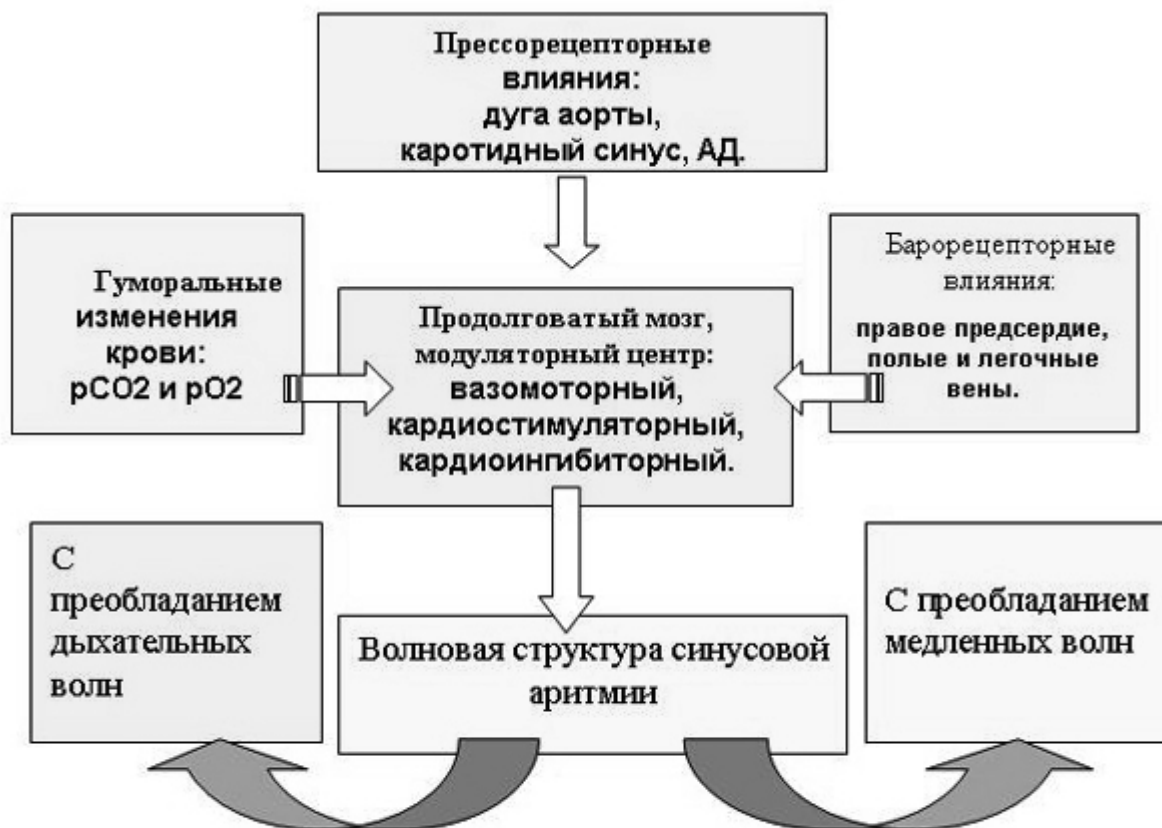 Прессорецепторные
влияния:
дуга аорты,
каротидный синус, АД.
Гуморальные
изменения
крови:
pCO2 и pO2
Продолговатый мозг,
модуляторный центр:
вазомоторный,
кардиостимуляторный,
кардиоингибиторный.
Барорецепторные
влияния:
правое предсердие,
полые и легочные
вены.
С
преобладанием
дыхательных
волн
Волновая структура синусовой
аритмии
С преобладанием
медленных волн